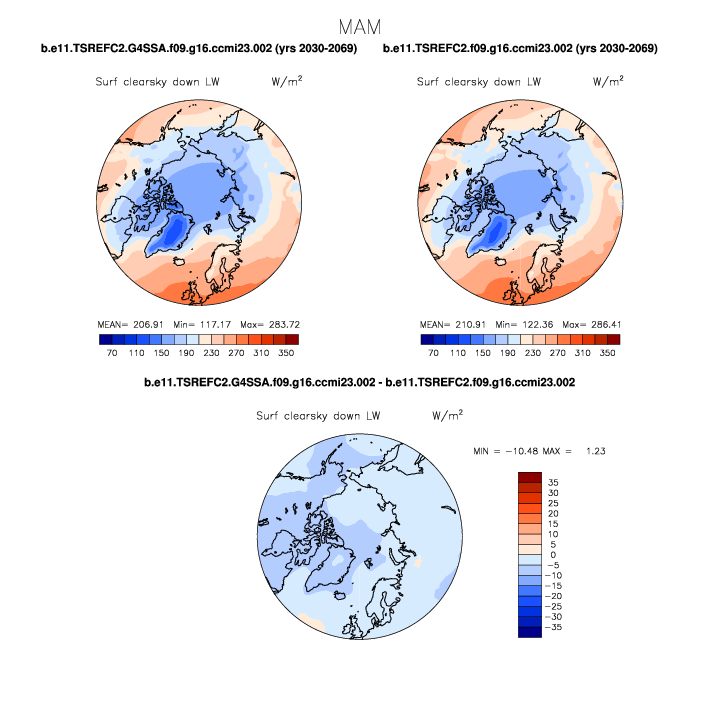 MAM
b.e11.TSREFC2.G4SSA.f09.g16.ccmi23.002 (yrs 2030-2069) b.e11.TSREFC2.f09.g16.ccmi23.002 (yrs 2030-2069)
Surf clearsky down LW W/m² Surf clearsky down LW W/m²
MEAN= 206.91 Min= 117.17 Max= 283.72 MEAN= 210.91 Min= 122.36 Max= 286.41
70 110 150 190 230 270 310 350 70 110 150 190 230 270 310 350
b.e11.TSREFC2.G4SSA.f09.g16.ccmi23.002 - b.e11.TSREFC2.f09.g16.ccmi23.002
Surf clearsky down LW W/m²
MIN = −10.48 MAX = 1.23
35
30
25
20
15
10
5
0
−5
−10
−15
−20
−25
−30
−35